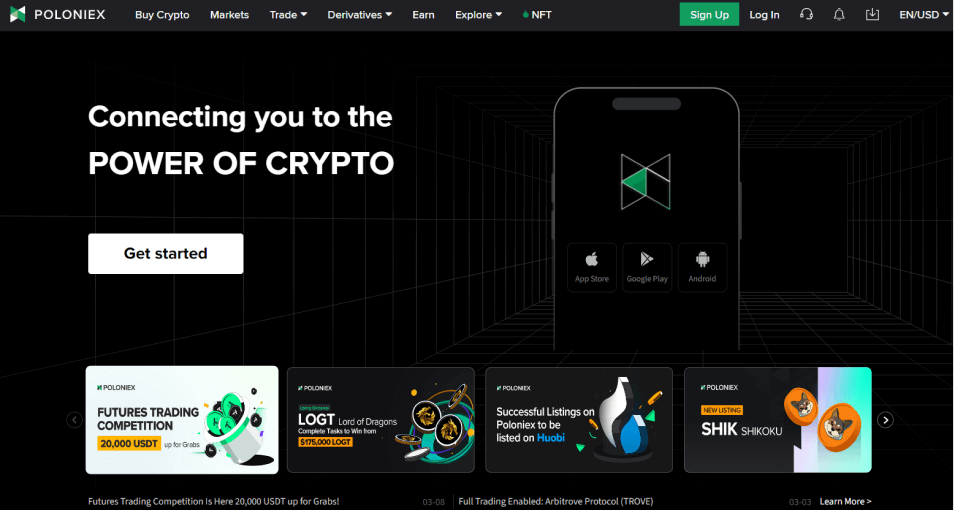 POLONIEX Buy Crypto Markets Trade Derivatives Earn Explore NFT Sign Up Log In EN/USD
Connecting you to the
POWER OF CRYPTO
Get started
App Store Google Play Android
POLONIEX
FUTURES TRADING
COMPETITION
20,000 USDT up for Grabs
POLONIEX
LOGT Lord of Dragons
Complete Tasks to Win from
$175,000 LOGT
POLONIEX
Successful Listings on
Poloniex to be
listed on Huobi
POLONIEX
NEW LISTING
SHIK SHIKOKU
Futures Trading Competition Is Here 20,000 USDT up for Grabs! 03-08 Full Trading Enabled: Arbitrove Protocol (TROVE) 03-03 Learn More >